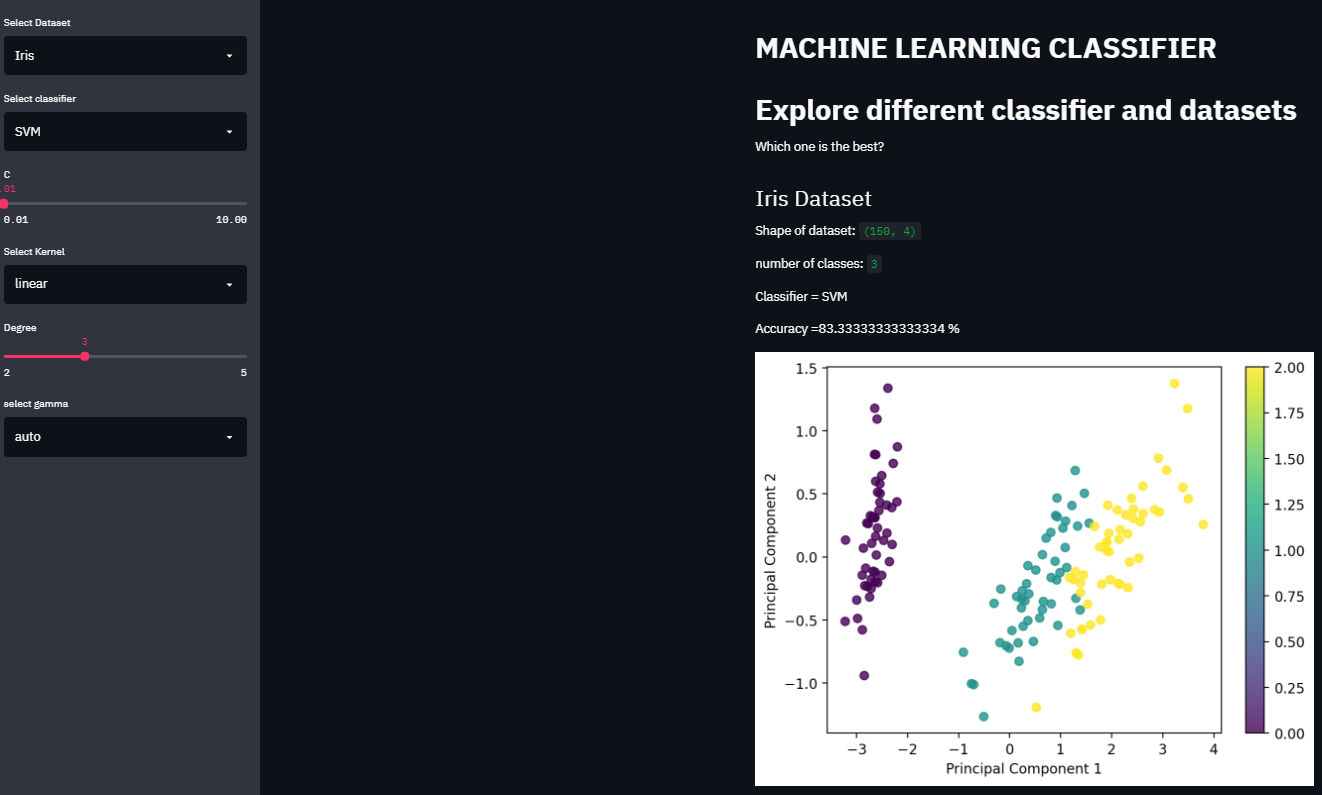 Select Dataset
Iris
Select classifier
SVM
C
.01
0.01 10.00
Select Kernel
linear
Degree
3
2 5
select gamma
auto
MACHINE LEARNING CLASSIFIER
Explore different classifier and datasets
Which one is the best?
Iris Dataset
Shape of dataset: (150, 4)
number of classes: 3
Classifier = SVM
Accuracy =83.33333333333334 %
1.5
1.0
0.5
0.0
−0.5
−1.0
Principal Component 2
−3 −2 −1 0 1 2 3 4
Principal Component 1
2.00
1.75
1.50
1.25
1.00
0.75
0.50
0.25
0.00